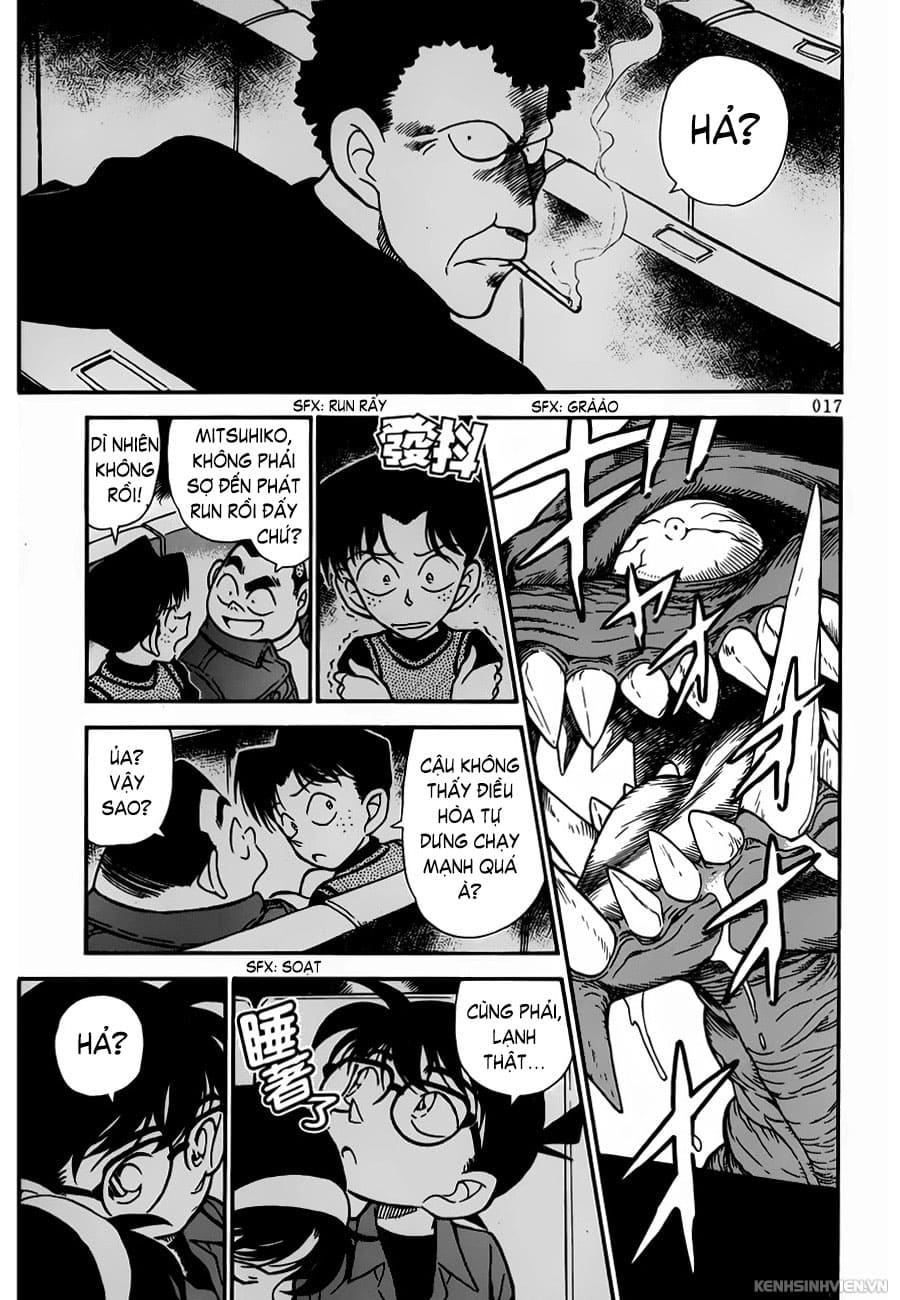 HẢ?
SFX: RUN RẨY
SFX: GRÀÀO
017
發抖
MITSUHIKO,
KHÔNG PHẢI
SỢ ĐẾN PHÁT
RUN RỒI ĐẤY
CHỨ?
DĨ NHIÊN
KHÔNG
RỒI!
CẬU KHÔNG
THẤY ĐIỀU
HÒA TỰ
DƯNG CHẠY
MẠNH QUÁ
À?
ỦA?
VẬY
SAO?
SFX: SOẠT
CŨNG PHẢI,
LẠNH
THẬT...
睡著了
HẢ?
KENHSINHVIEN.VN